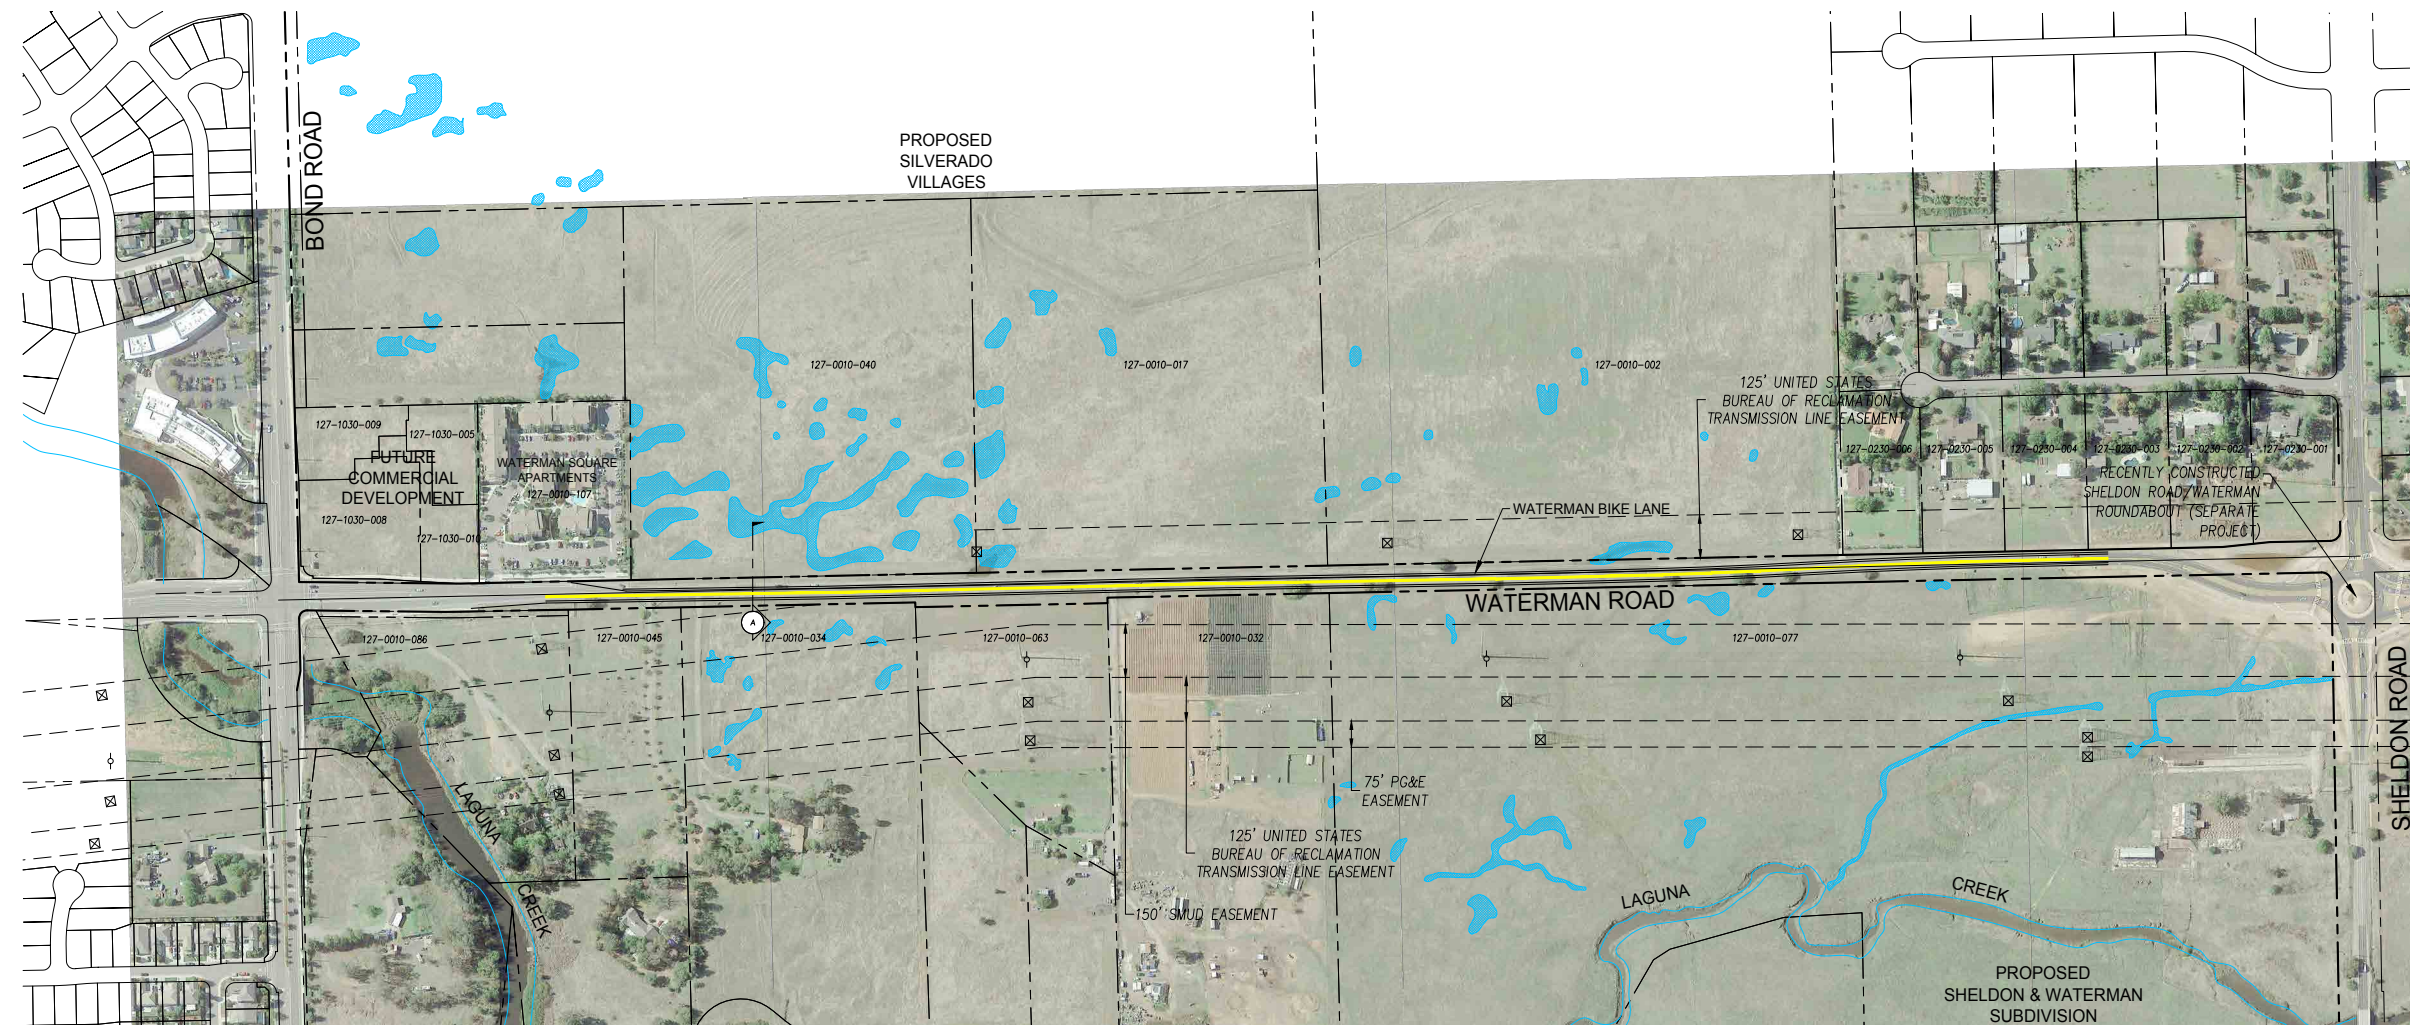 BOND ROAD
PROPOSED
SILVERADO
VILLAGES
127-0010-040
127-0010-017
127-0010-002
125' UNITED STATES
BUREAU OF RECLAMATION
TRANSMISSION LINE EASEMENT
127-1030-009
127-1030-005
FUTURE
COMMERCIAL
DEVELOPMENT
127-1030-008
127-1030-010
WATERMAN SQUARE
APARTMENTS
127-0010-107
127-0230-006
127-0230-005
127-0230-004
127-0230-003
127-0230-002
127-0230-001
RECENTLY CONSTRUCTED
SHELDON ROAD/WATERMAN
ROUNDABOUT (SEPARATE
PROJECT)
WATERMAN BIKE LANE
WATERMAN ROAD
A
127-0010-086
127-0010-045
127-0010-034
127-0010-063
127-0010-032
127-0010-077
SHELDON ROAD
LAGUNA
CREEK
75' PG&E
EASEMENT
125' UNITED STATES
BUREAU OF RECLAMATION
TRANSMISSION LINE EASEMENT
150' SMUD EASEMENT
LAGUNA
CREEK
PROPOSED
SHELDON & WATERMAN
SUBDIVISION